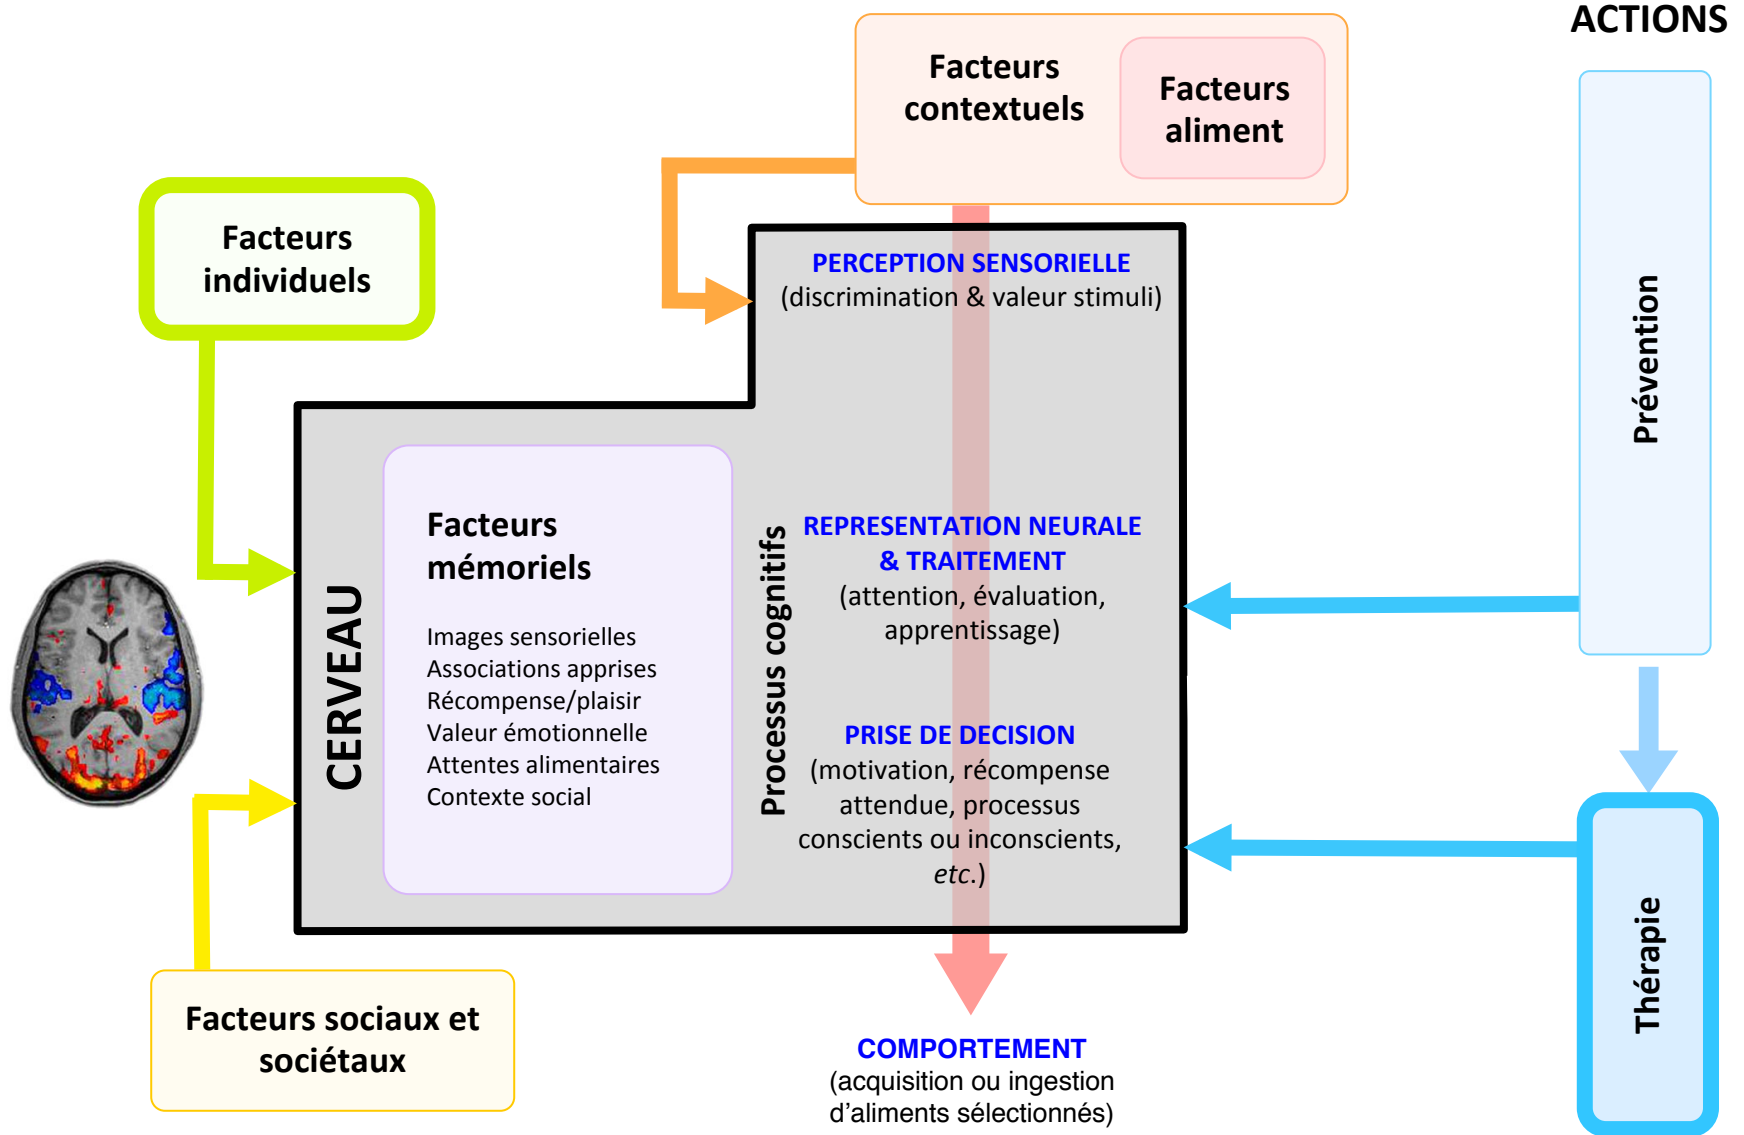 ACTIONS
Facteurs
contextuels
Facteurs
aliment
Facteurs
individuels
PERCEPTION SENSORIELLE
(discrimination & valeur stimuli)
Prévention
CERVEAU
Facteurs
mémoriels
Images sensorielles
Associations apprises
Récompense/plaisir
Valeur émotionnelle
Attentes alimentaires
Contexte social
Processus cognitifs
REPRESENTATION NEURALE
& TRAITEMENT
(attention, évaluation,
apprentissage)
PRISE DE DECISION
(motivation, récompense
attendue, processus
conscients ou inconscients,
etc.)
Thérapie
Facteurs sociaux et
sociétaux
COMPORTEMENT
(acquisition ou ingestion
d’aliments sélectionnés)